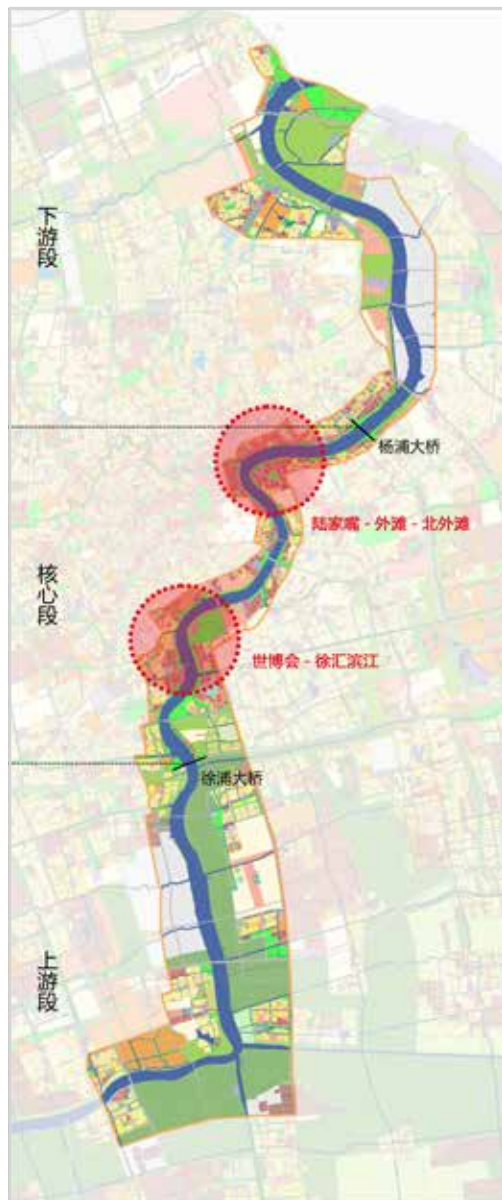 下游段
杨浦大桥
陆家嘴 - 外滩 - 北外滩
核心段
世博会 - 徐汇滨江
徐浦大桥
上游段